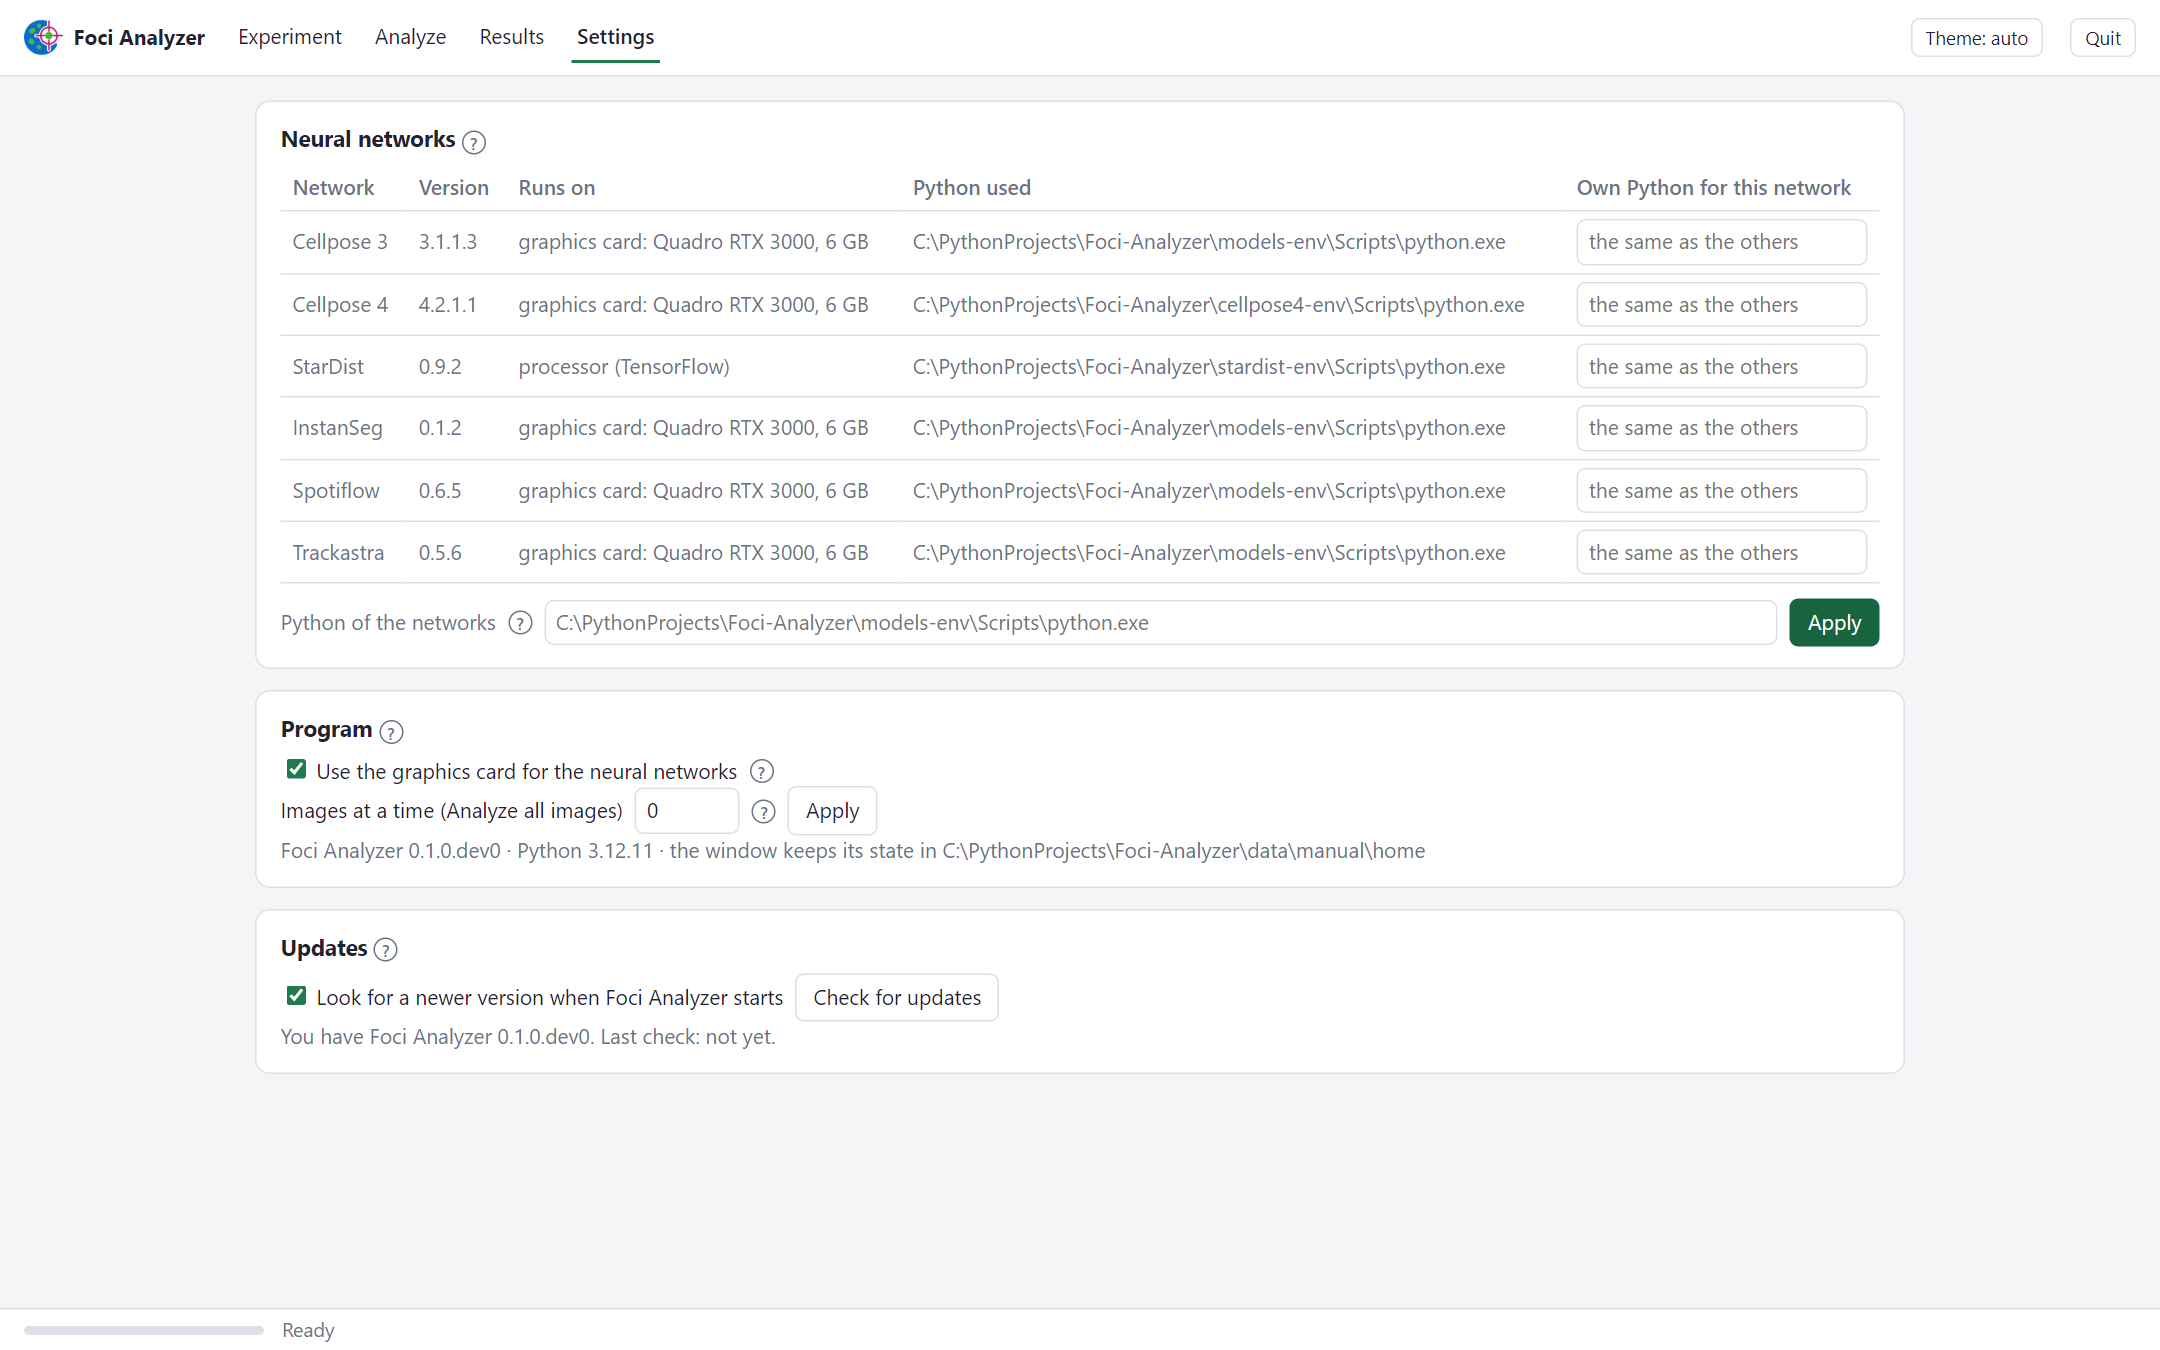 Foci Analyzer Experiment Analyze Results Settings Theme: auto Quit
Neural networks ?
Network Version Runs on Python used Own Python for this network
Cellpose 3 3.1.1.3 graphics card: Quadro RTX 3000, 6 GB C:\PythonProjects\Foci-Analyzer\models-env\Scripts\python.exe the same as the others
Cellpose 4 4.2.1.1 graphics card: Quadro RTX 3000, 6 GB C:\PythonProjects\Foci-Analyzer\cellpose4-env\Scripts\python.exe the same as the others
StarDist 0.9.2 processor (TensorFlow) C:\PythonProjects\Foci-Analyzer\stardist-env\Scripts\python.exe the same as the others
InstanSeg 0.1.2 graphics card: Quadro RTX 3000, 6 GB C:\PythonProjects\Foci-Analyzer\models-env\Scripts\python.exe the same as the others
Spotiflow 0.6.5 graphics card: Quadro RTX 3000, 6 GB C:\PythonProjects\Foci-Analyzer\models-env\Scripts\python.exe the same as the others
Trackastra 0.5.6 graphics card: Quadro RTX 3000, 6 GB C:\PythonProjects\Foci-Analyzer\models-env\Scripts\python.exe the same as the others
Python of the networks ? C:\PythonProjects\Foci-Analyzer\models-env\Scripts\python.exe Apply
Program ?
Use the graphics card for the neural networks ?
Images at a time (Analyze all images) 0 ? Apply
Foci Analyzer 0.1.0.dev0 · Python 3.12.11 · the window keeps its state in C:\PythonProjects\Foci-Analyzer\data\manual\home
Updates ?
Look for a newer version when Foci Analyzer starts Check for updates
You have Foci Analyzer 0.1.0.dev0. Last check: not yet.
Ready